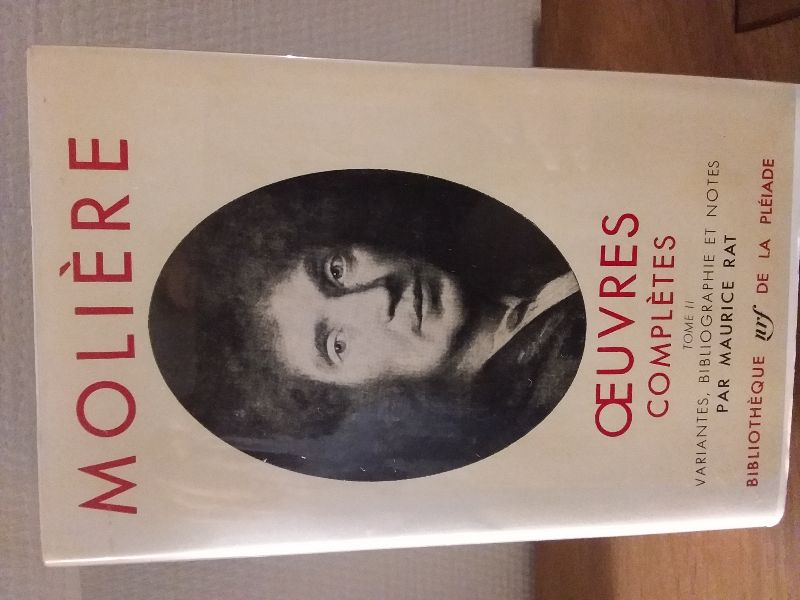 MOLIÈRE
ŒUVRES
COMPLÈTES
TOME II
VARIANTES, BIBLIOGRAPHIE ET NOTES
PAR MAURICE RAT
BIBLIOTHÈQUE nrf DE LA PLÉIADE